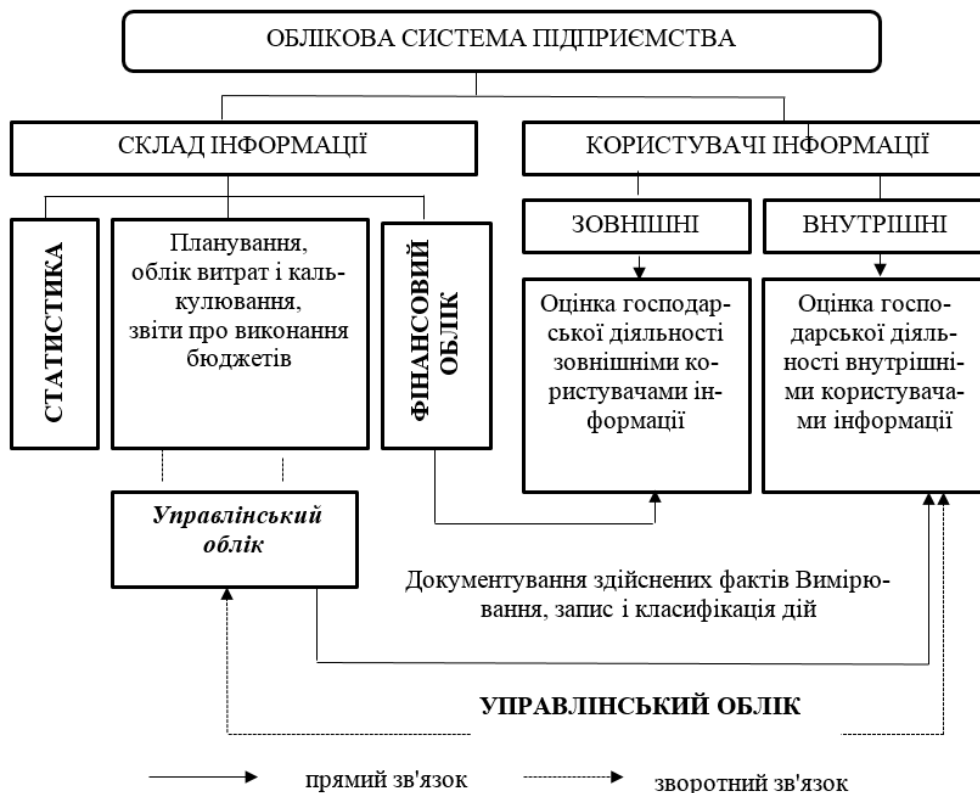 ОБЛІКОВА СИСТЕМА ПІДПРИЄМСТВА
СКЛАД ІНФОРМАЦІЇ
КОРИСТУВАЧІ ІНФОРМАЦІЇ
СТАТИСТИКА
Планування,
облік витрат і каль-
кулювання,
звіти про виконання
бюджетів
ФІНАНСОВИЙ
ОБЛІК
ЗОВНІШНІ
ВНУТРІШНІ
Оцінка господар-
ської діяльності
зовнішніми ко-
ристувачами ін-
формації
Оцінка госпо-
дарської діяль-
ності внутрішні-
ми користувача-
ми інформації
Управлінський
облік
Документування здійснених фактів Вимірю-
вання, запис і класифікація дій
УПРАВЛІНСЬКИЙ ОБЛІК
прямий зв'язок
зворотний зв'язок